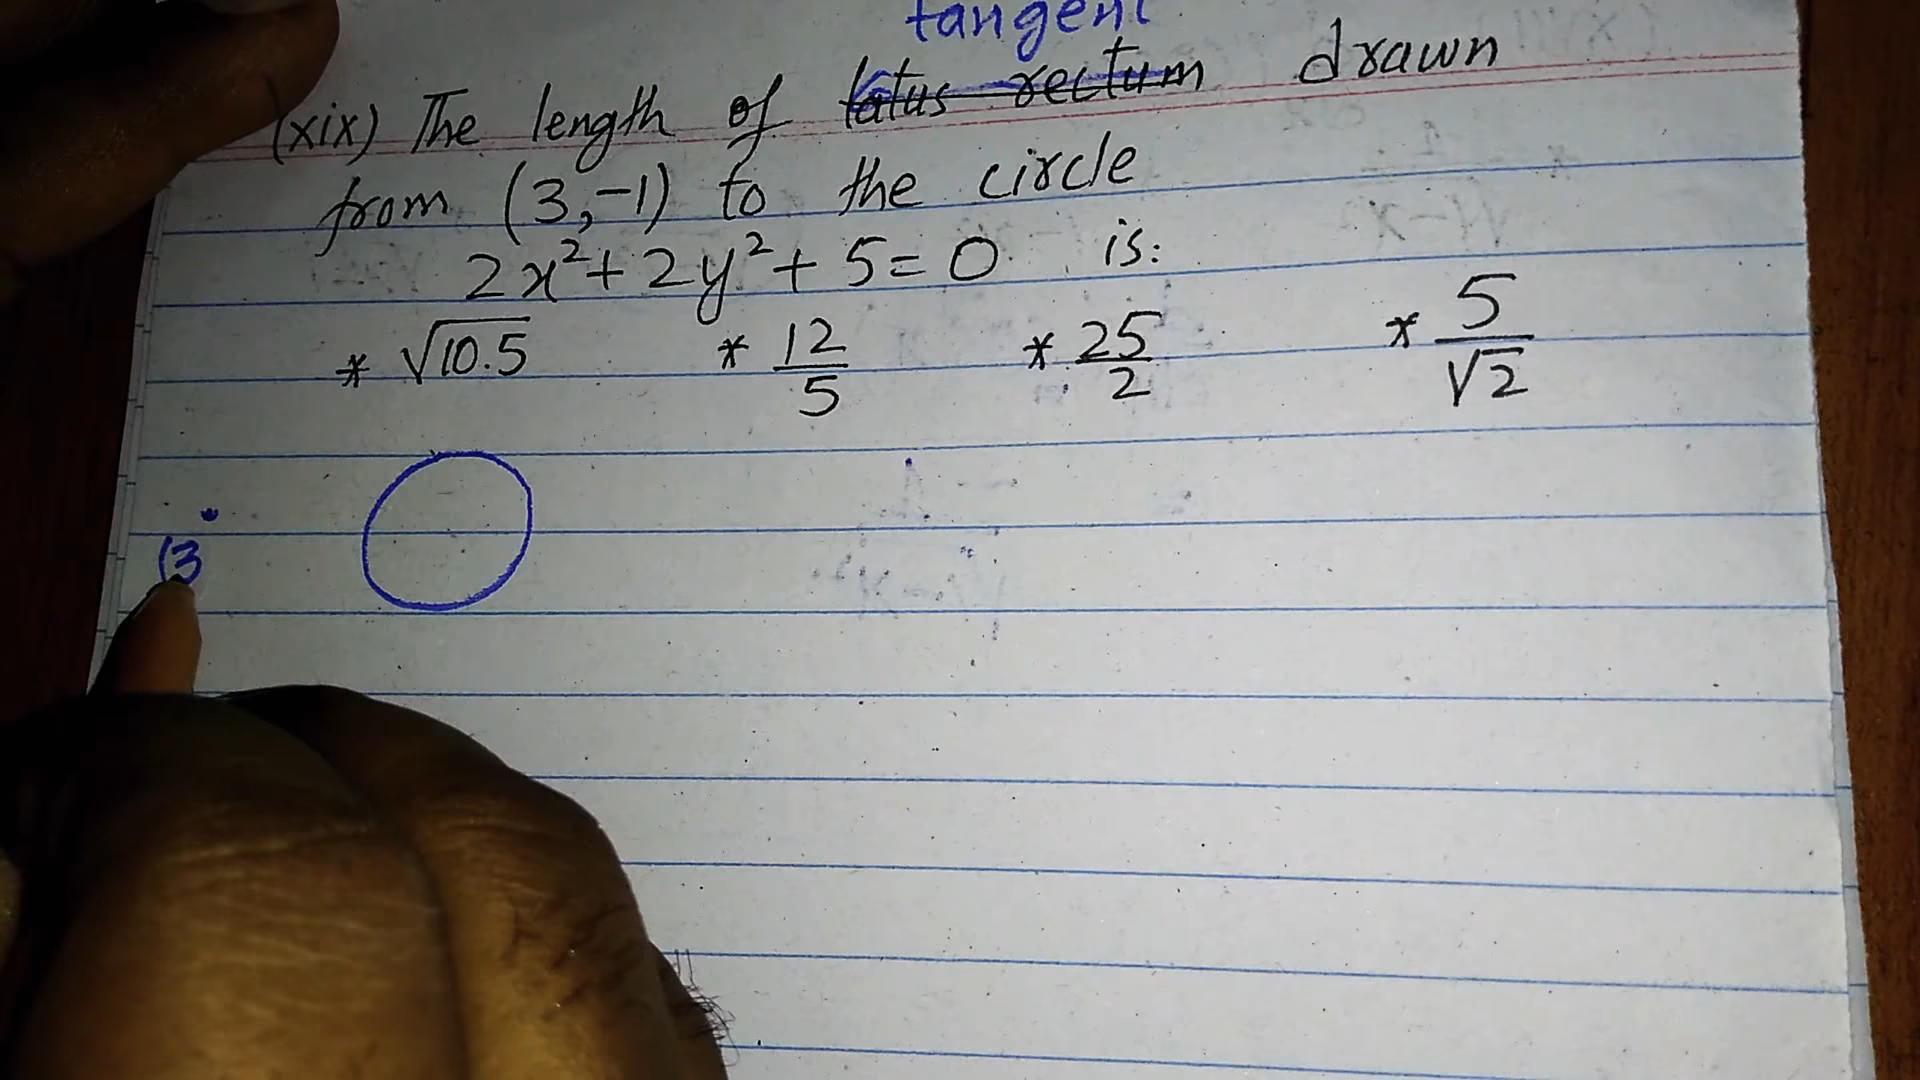 tangent
(xix) The length of latus rectum drawn
from (3,-1) to the circle
2x²+2y²+5=0 is:
* √10.5 * 12/5 * 25/2 * 5/√2
(3